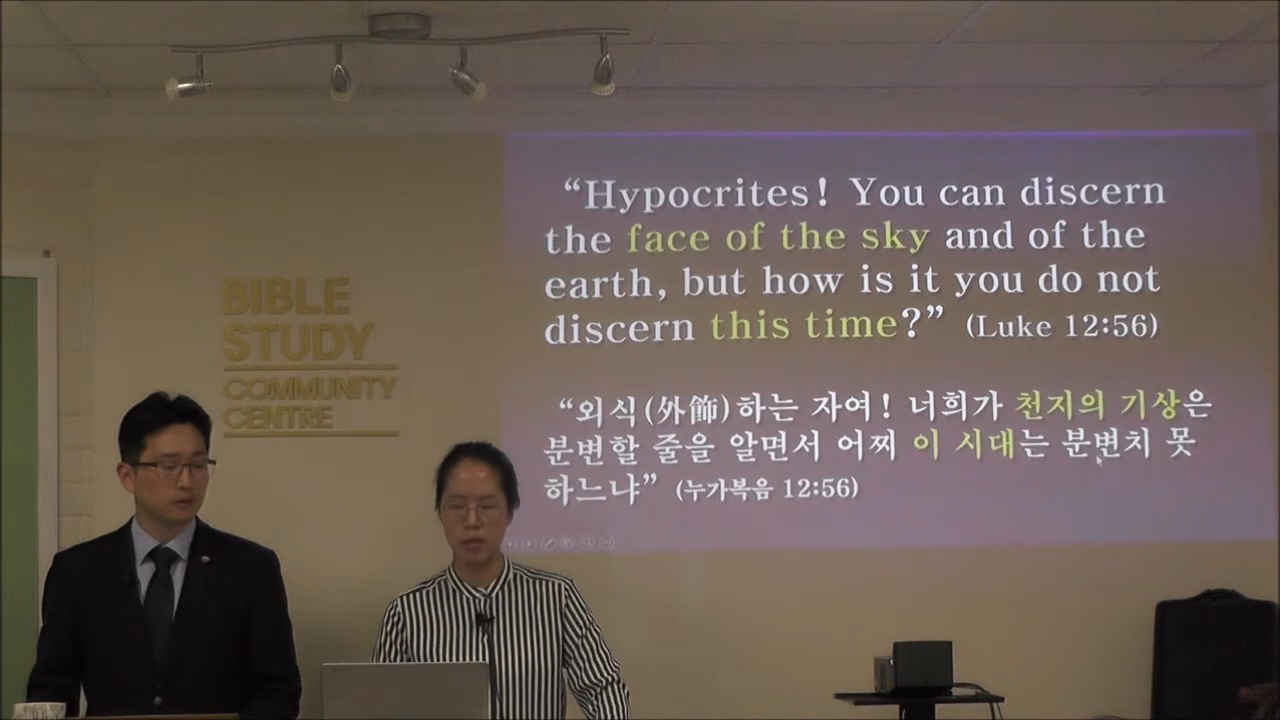 BIBLE
STUDY
COMMUNITY
CENTRE
“Hypocrites! You can discern
the face of the sky and of the
earth, but how is it you do not
discern this time?” (Luke 12:56)
“외식(外飾)하는 자여! 너희가 천지의 기상은
분변할 줄을 알면서 어찌 이 시대는 분변치 못
하느냐” (누가복음 12:56)